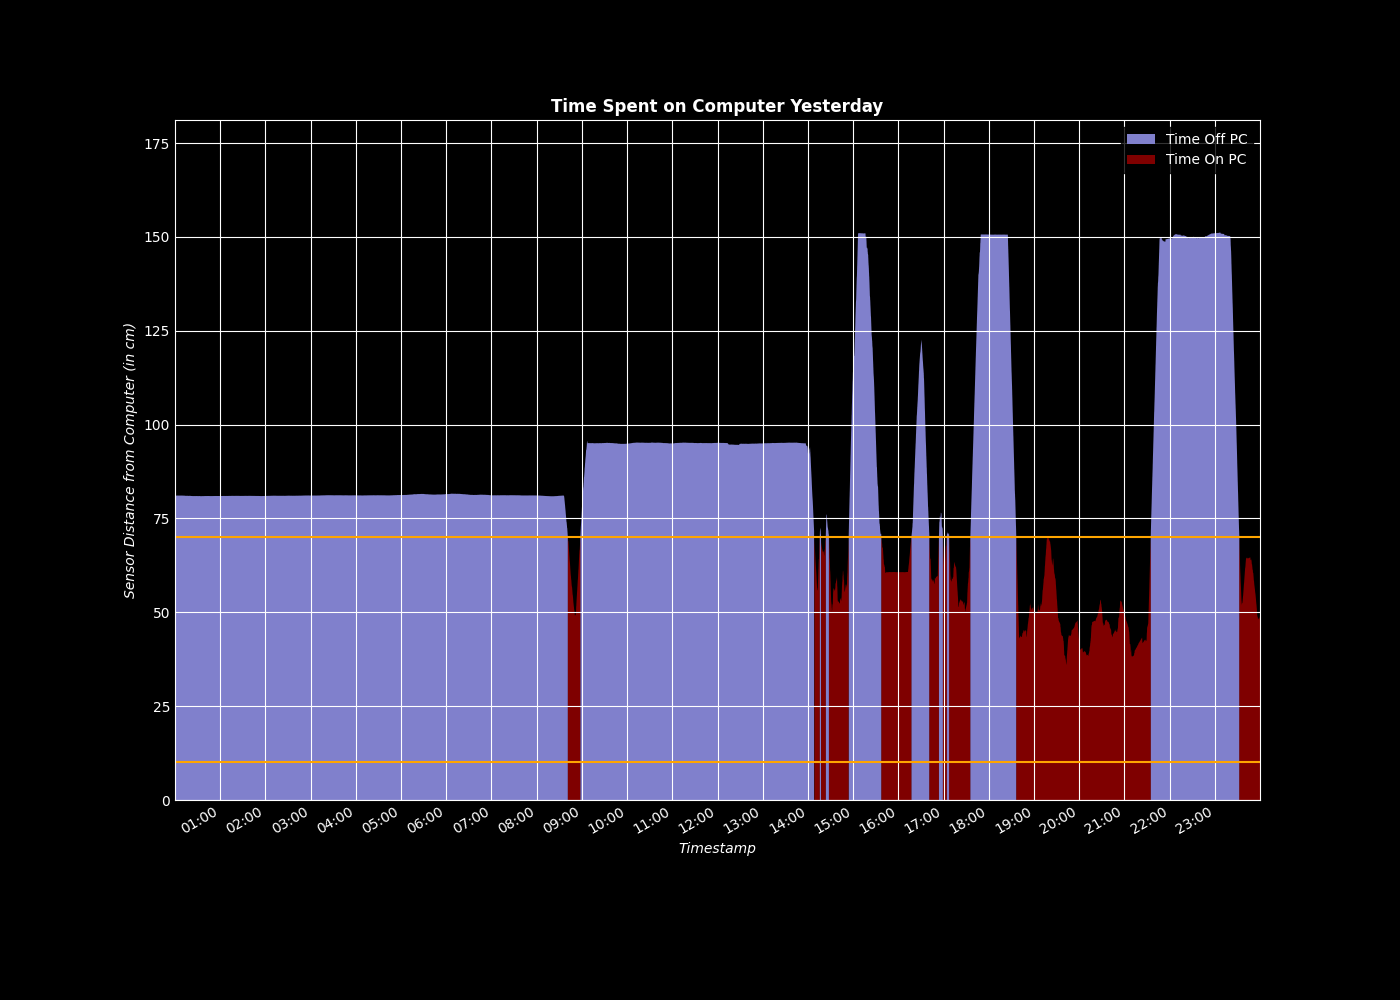 Time Spent on Computer Yesterday
Time Off PC
Time On PC
Sensor Distance from Computer (in cm)
175
150
125
100
75
50
25
0
01:00 02:00 03:00 04:00 05:00 06:00 07:00 08:00 09:00 10:00 11:00 12:00 13:00 14:00 15:00 16:00 17:00 18:00 19:00 20:00 21:00 22:00 23:00
Timestamp